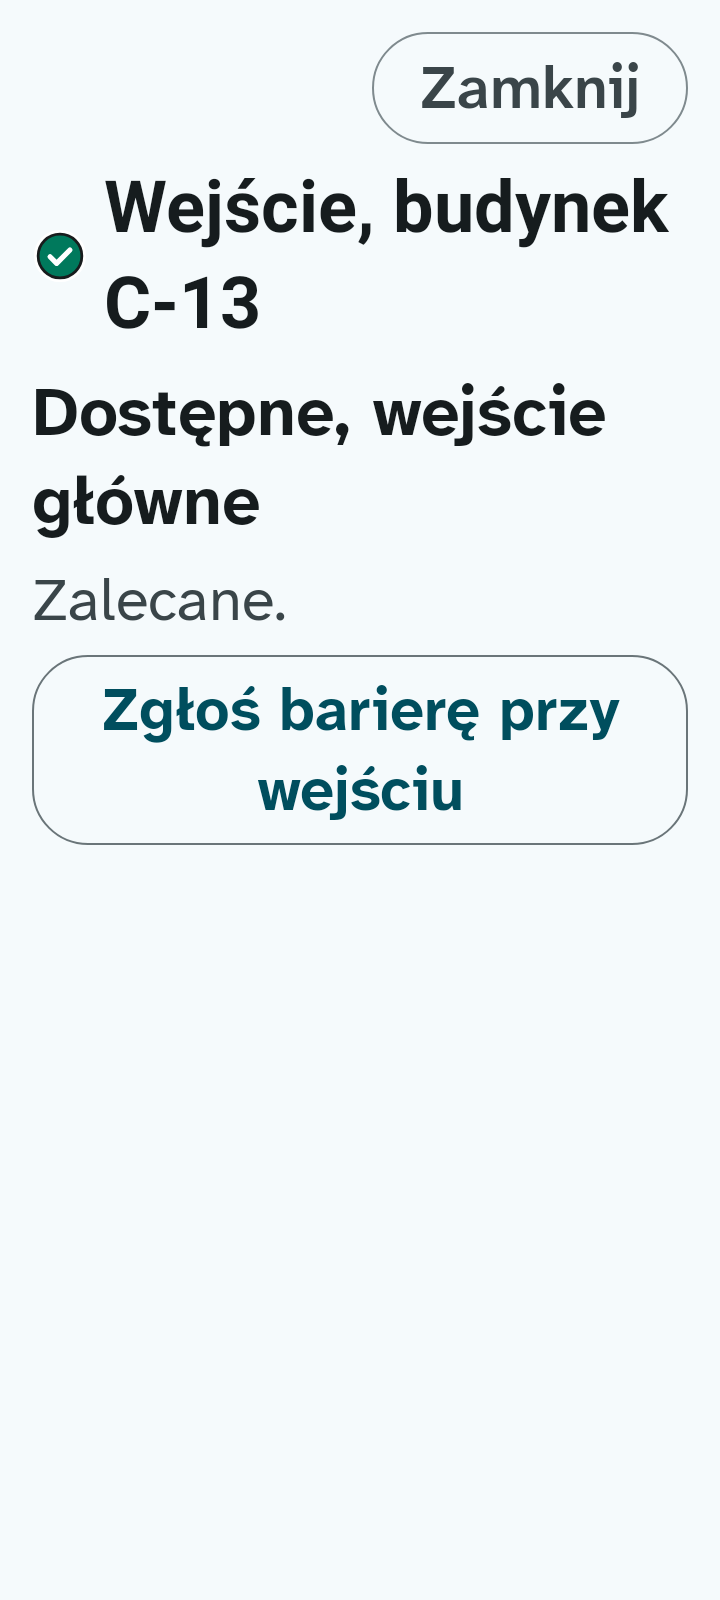 Zamknij
Wejście, budynek
C-13
Dostępne, wejście
główne
Zalecane.
Zgłoś barierę przy
wejściu